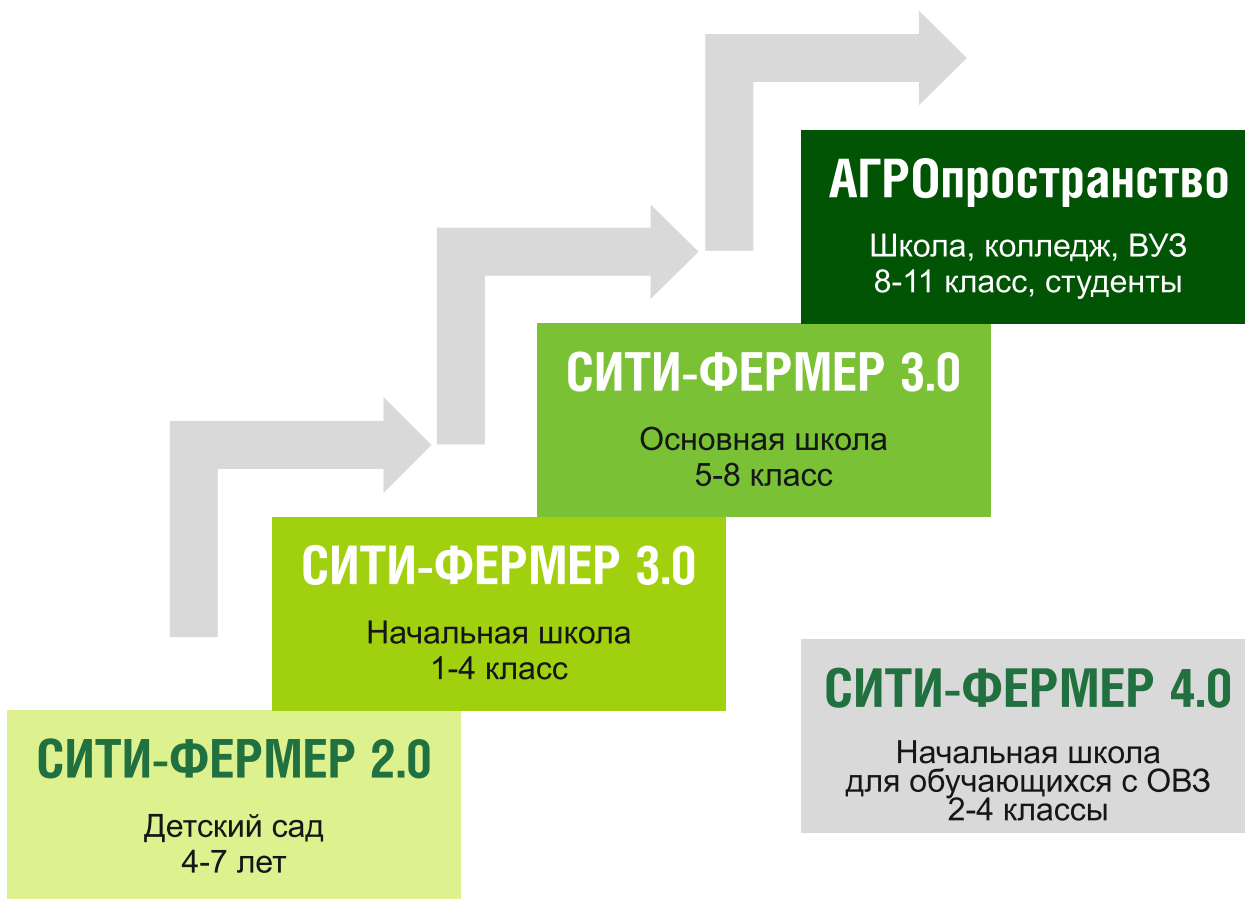 АГРОпространство
Школа, колледж, ВУЗ
8-11 класс, студенты
СИТИ-ФЕРМЕР 3.0
Основная школа
5-8 класс
СИТИ-ФЕРМЕР 3.0
Начальная школа
1-4 класс
СИТИ-ФЕРМЕР 4.0
Начальная школа
для обучающихся с ОВЗ
2-4 классы
СИТИ-ФЕРМЕР 2.0
Детский сад
4-7 лет